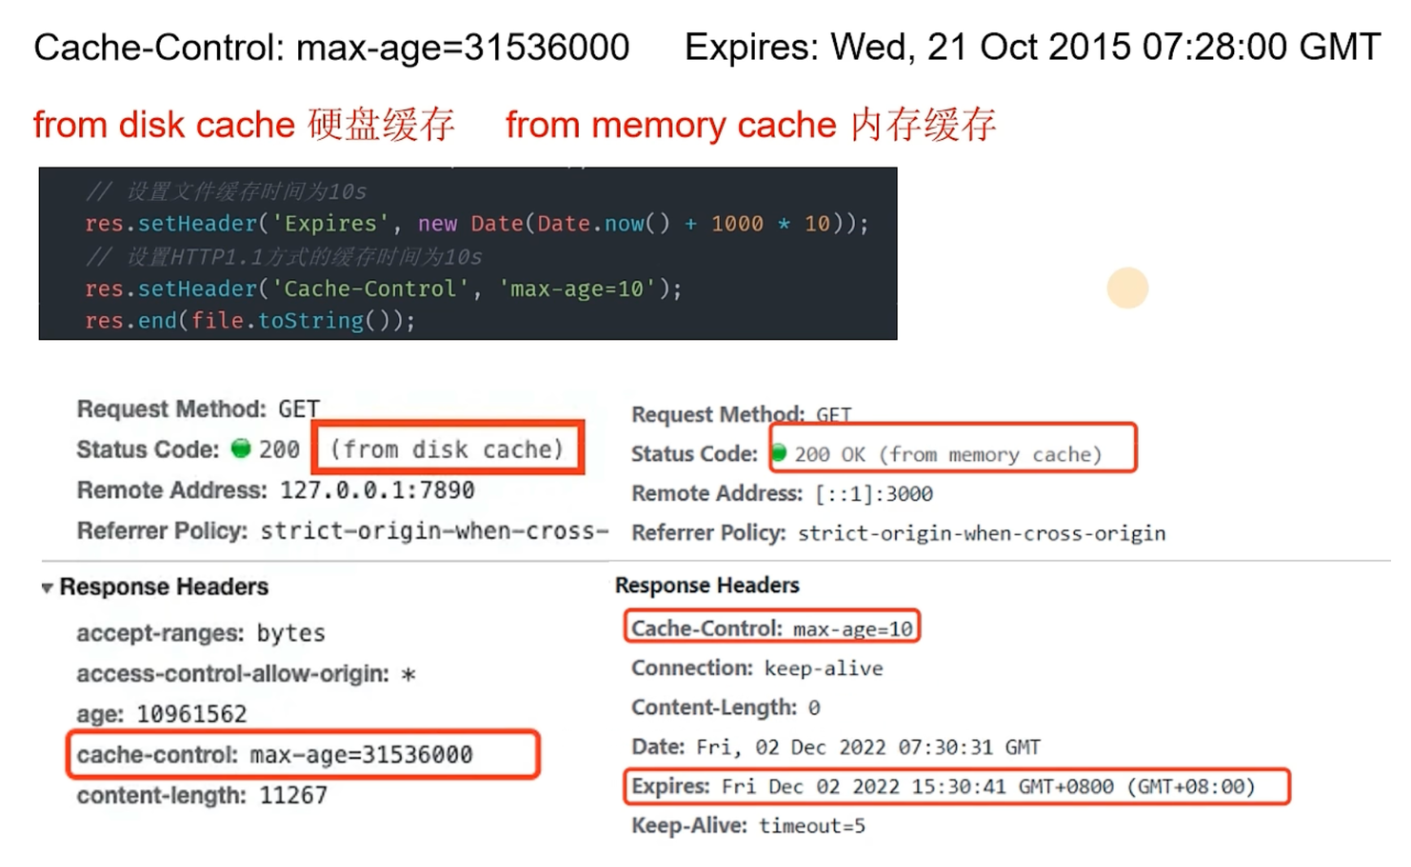 Cache-Control: max-age=31536000 Expires: Wed, 21 Oct 2015 07:28:00 GMT
from disk cache 硬盘缓存 from memory cache 内存缓存
// 设置文件缓存时间为10s
res.setHeader('Expires', new Date(Date.now() + 1000 * 10));
// 设置HTTP1.1方式的缓存时间为10s
res.setHeader('Cache-Control', 'max-age=10');
res.end(file.toString());
Request Method: GET
Status Code: 200 (from disk cache)
Remote Address: 127.0.0.1:7890
Referrer Policy: strict-origin-when-cross-
Response Headers
accept-ranges: bytes
access-control-allow-origin: *
age: 10961562
cache-control: max-age=31536000
content-length: 11267
Request Method: GET
Status Code: 200 OK (from memory cache)
Remote Address: [::1]:3000
Referrer Policy: strict-origin-when-cross-origin
Response Headers
Cache-Control: max-age=10
Connection: keep-alive
Content-Length: 0
Date: Fri, 02 Dec 2022 07:30:31 GMT
Expires: Fri Dec 02 2022 15:30:41 GMT+0800 (GMT+08:00)
Keep-Alive: timeout=5